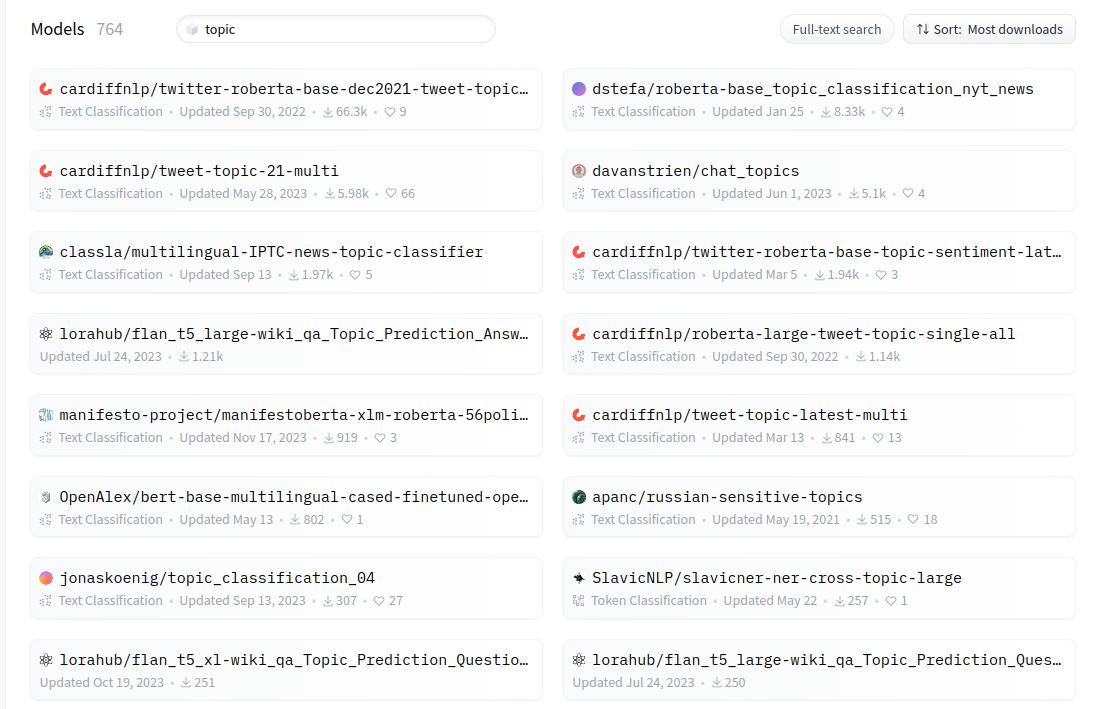 Models 764 topic Full-text search Sort: Most downloads
cardiffnlp/twitter-roberta-base-dec2021-tweet-topic…
Text Classification • Updated Sep 30, 2022 • 66.3k • 9
dstefa/roberta-base_topic_classification_nyt_news
Text Classification • Updated Jan 25 • 8.33k • 4
cardiffnlp/tweet-topic-21-multi
Text Classification • Updated May 28, 2023 • 5.98k • 66
davanstrien/chat_topics
Text Classification • Updated Jun 1, 2023 • 5.1k • 4
classla/multilingual-IPTC-news-topic-classifier
Text Classification • Updated Sep 13 • 1.97k • 5
cardiffnlp/twitter-roberta-base-topic-sentiment-lat…
Text Classification • Updated Mar 5 • 1.94k • 3
lorahub/flan_t5_large-wiki_qa_Topic_Prediction_Answ…
Updated Jul 24, 2023 • 1.21k
cardiffnlp/roberta-large-tweet-topic-single-all
Text Classification • Updated Sep 30, 2022 • 1.14k
manifesto-project/manifestoberta-xlm-roberta-56poli…
Text Classification • Updated Nov 17, 2023 • 919 • 3
cardiffnlp/tweet-topic-latest-multi
Text Classification • Updated Mar 13 • 841 • 13
OpenAlex/bert-base-multilingual-cased-finetuned-ope…
Text Classification • Updated May 13 • 802 • 1
apanc/russian-sensitive-topics
Text Classification • Updated May 19, 2021 • 515 • 18
jonaskoenig/topic_classification_04
Text Classification • Updated Sep 13, 2023 • 307 • 27
SlavicNLP/slavicner-ner-cross-topic-large
Token Classification • Updated May 22 • 257 • 1
lorahub/flan_t5_xl-wiki_qa_Topic_Prediction_Questio…
Updated Oct 19, 2023 • 251
lorahub/flan_t5_large-wiki_qa_Topic_Prediction_Ques…
Updated Jul 24, 2023 • 250